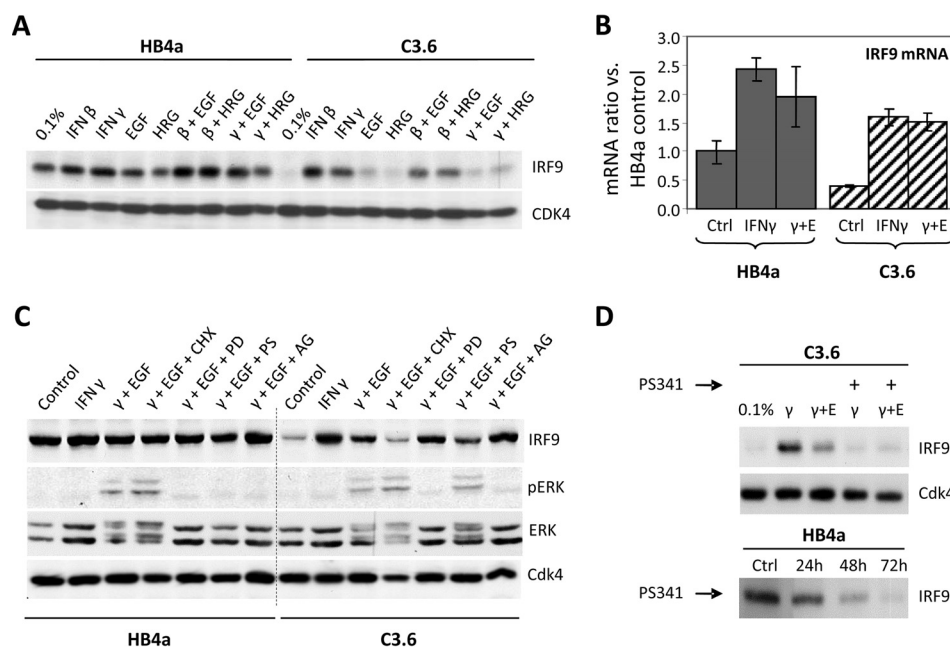 A
HB4a C3.6
0.1% IFN β IFN γ EGF HRG β + EGF β + HRG γ + EGF γ + HRG 0.1% IFN β IFN γ EGF HRG β + EGF β + HRG γ + EGF γ + HRG
IRF9
CDK4
B
mRNA ratio vs.
HB4a control
3.0
2.5
2.0
1.5
1.0
0.5
0.0
IRF9 mRNA
Ctrl IFNγ γ+E Ctrl IFNγ γ+E
HB4a C3.6
C
Control IFN γ γ + EGF γ + EGF + CHX γ + EGF + PD γ + EGF + PS γ + EGF + AG Control IFN γ γ + EGF γ + EGF + CHX γ + EGF + PD γ + EGF + PS γ + EGF + AG
IRF9
pERK
ERK
Cdk4
HB4a C3.6
D
C3.6
PS341 + +
0.1% γ γ+E γ γ+E
IRF9
Cdk4
HB4a
Ctrl 24h 48h 72h
PS341 IRF9